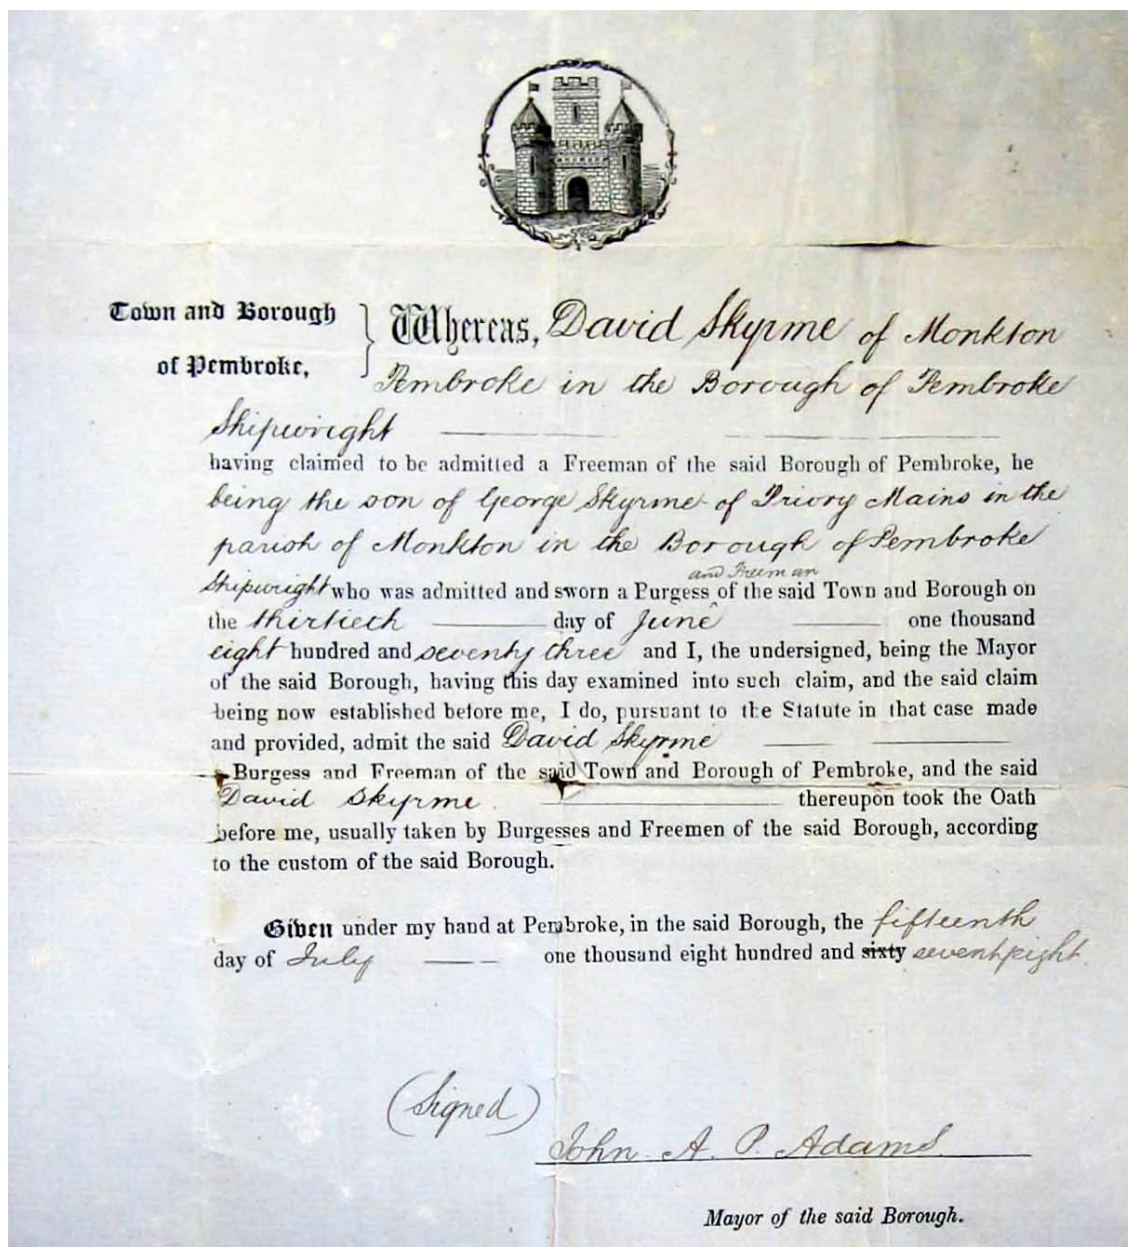 Town and Borough
of Pembroke,
Whereas, David Skyrme of Monkton
Pembroke in the Borough of Pembroke
Shipwright
having claimed to be admitted a Freeman of the said Borough of Pembroke, he
being the son of George Skyrme of Priory Mains in the
parish of Monkton in the Borough of Pembroke
and Freeman
Shipwright who was admitted and sworn a Purgess of the said Town and Borough on
the thirtieth day of June one thousand
eight hundred and seventy three and I, the undersigned, being the Mayor
of the said Borough, having this day examined into such claim, and the said claim
being now established before me, I do, pursuant to the Statute in that case made
and provided, admit the said David Skyrme
Burgess and Freeman of the said Town and Borough of Pembroke, and the said
David Skyrme thereupon took the Oath
before me, usually taken by Burgesses and Freemen of the said Borough, according
to the custom of the said Borough.
Given under my hand at Pembroke, in the said Borough, the fifteenth
day of July one thousand eight hundred and sixty seventyeight
(Signed)
John A. P. Adams
Mayor of the said Borough.